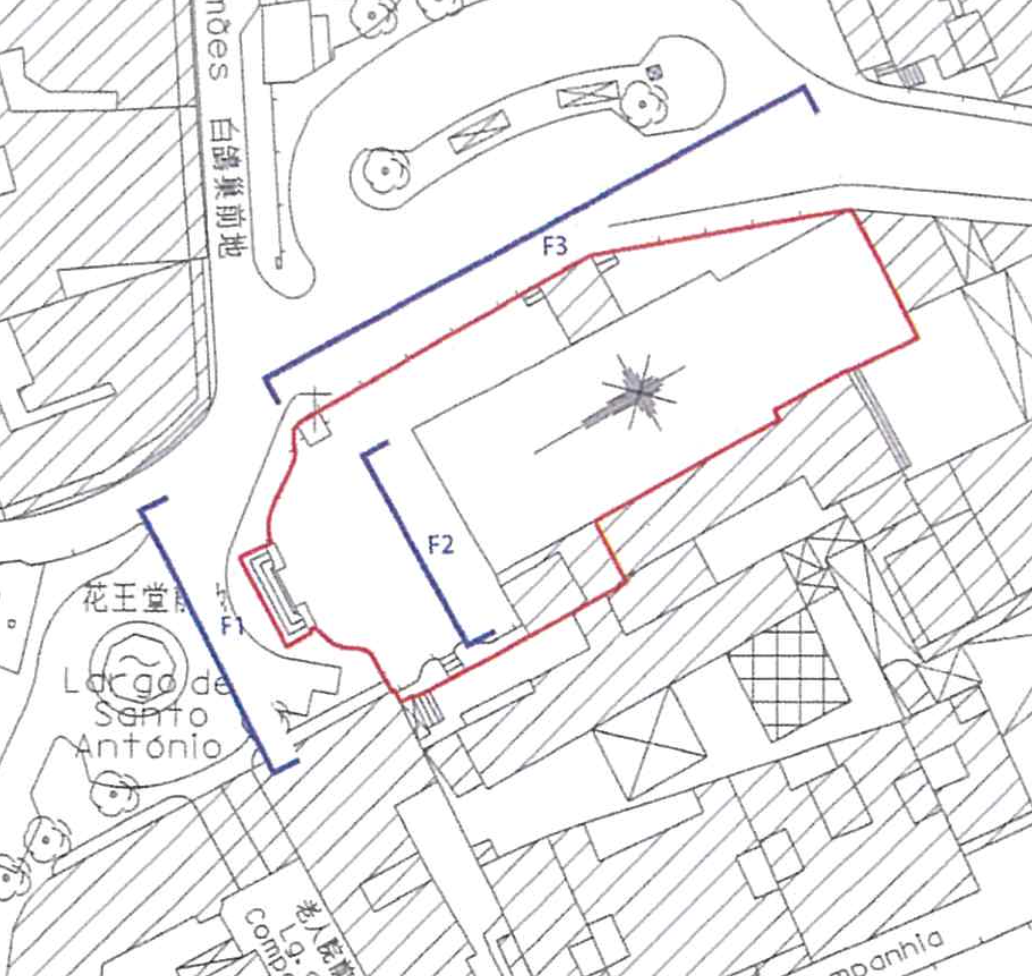 mões 白鴿巢前地
F3
F2
F1
花王堂前
Largo de
Santo
António
老人院前
Lg.
Comp
mpanhia